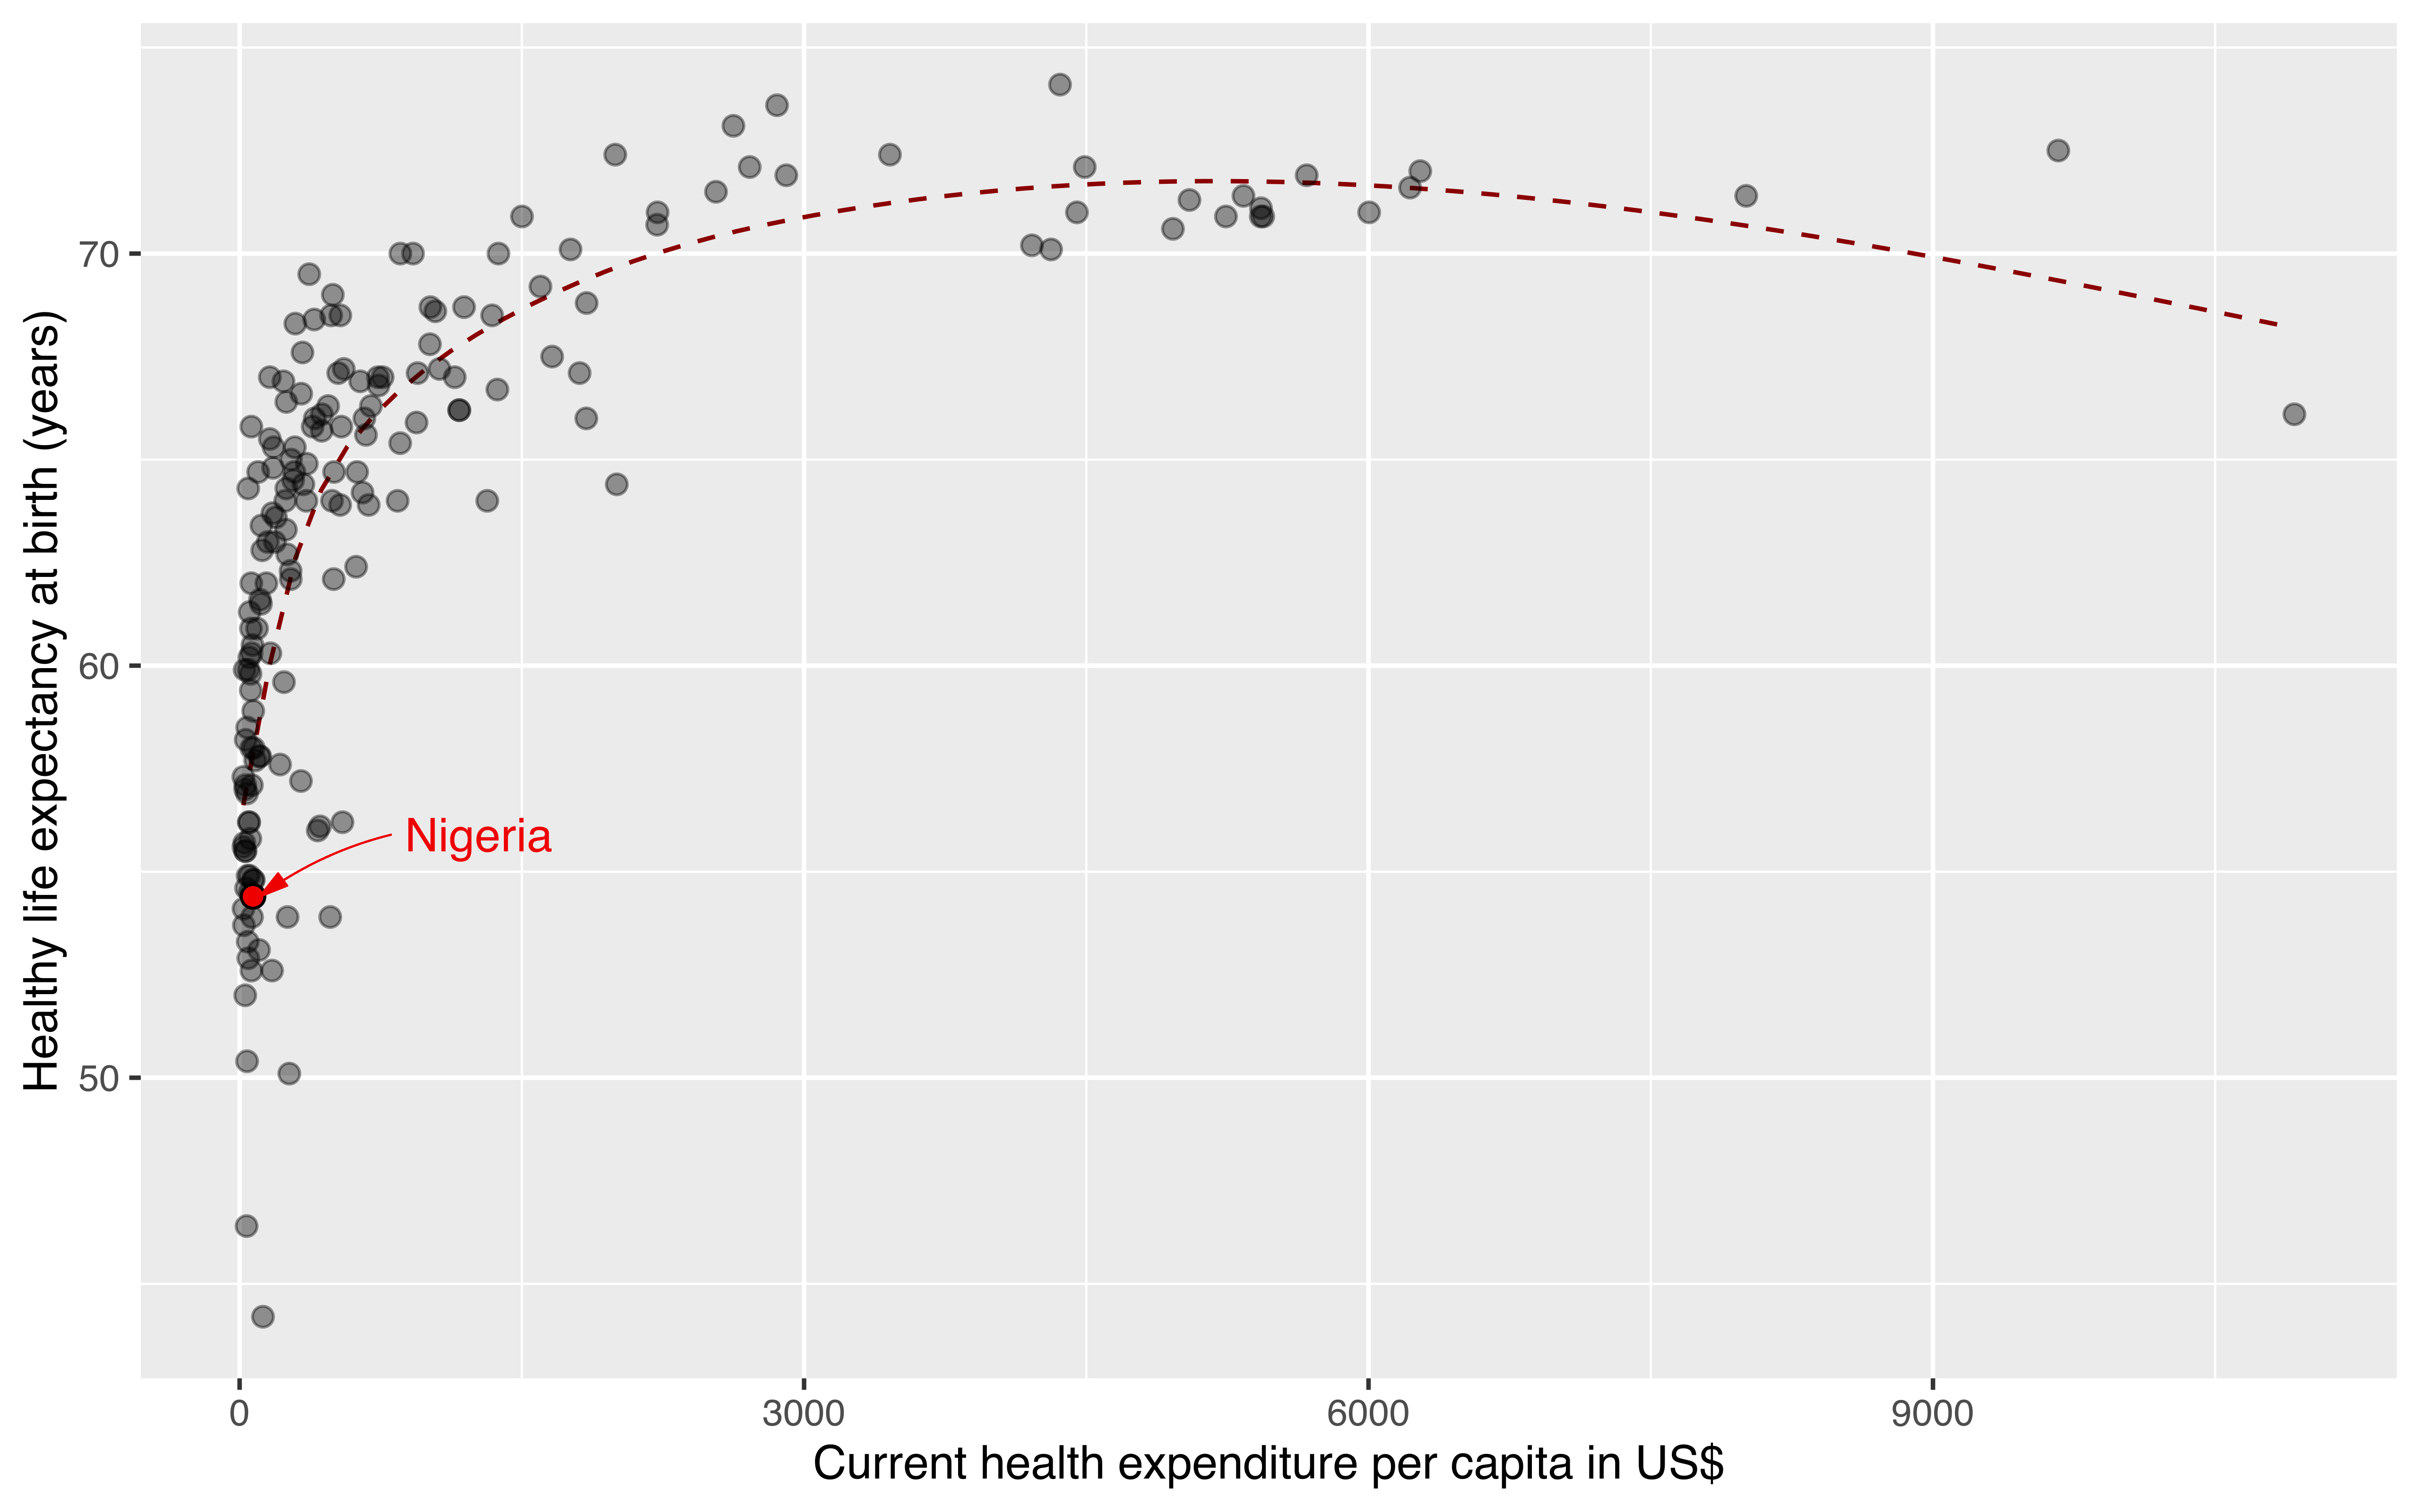 Healthy life expectancy at birth (years)
70
60
50
Nigeria
0
3000
6000
9000
Current health expenditure per capita in US$